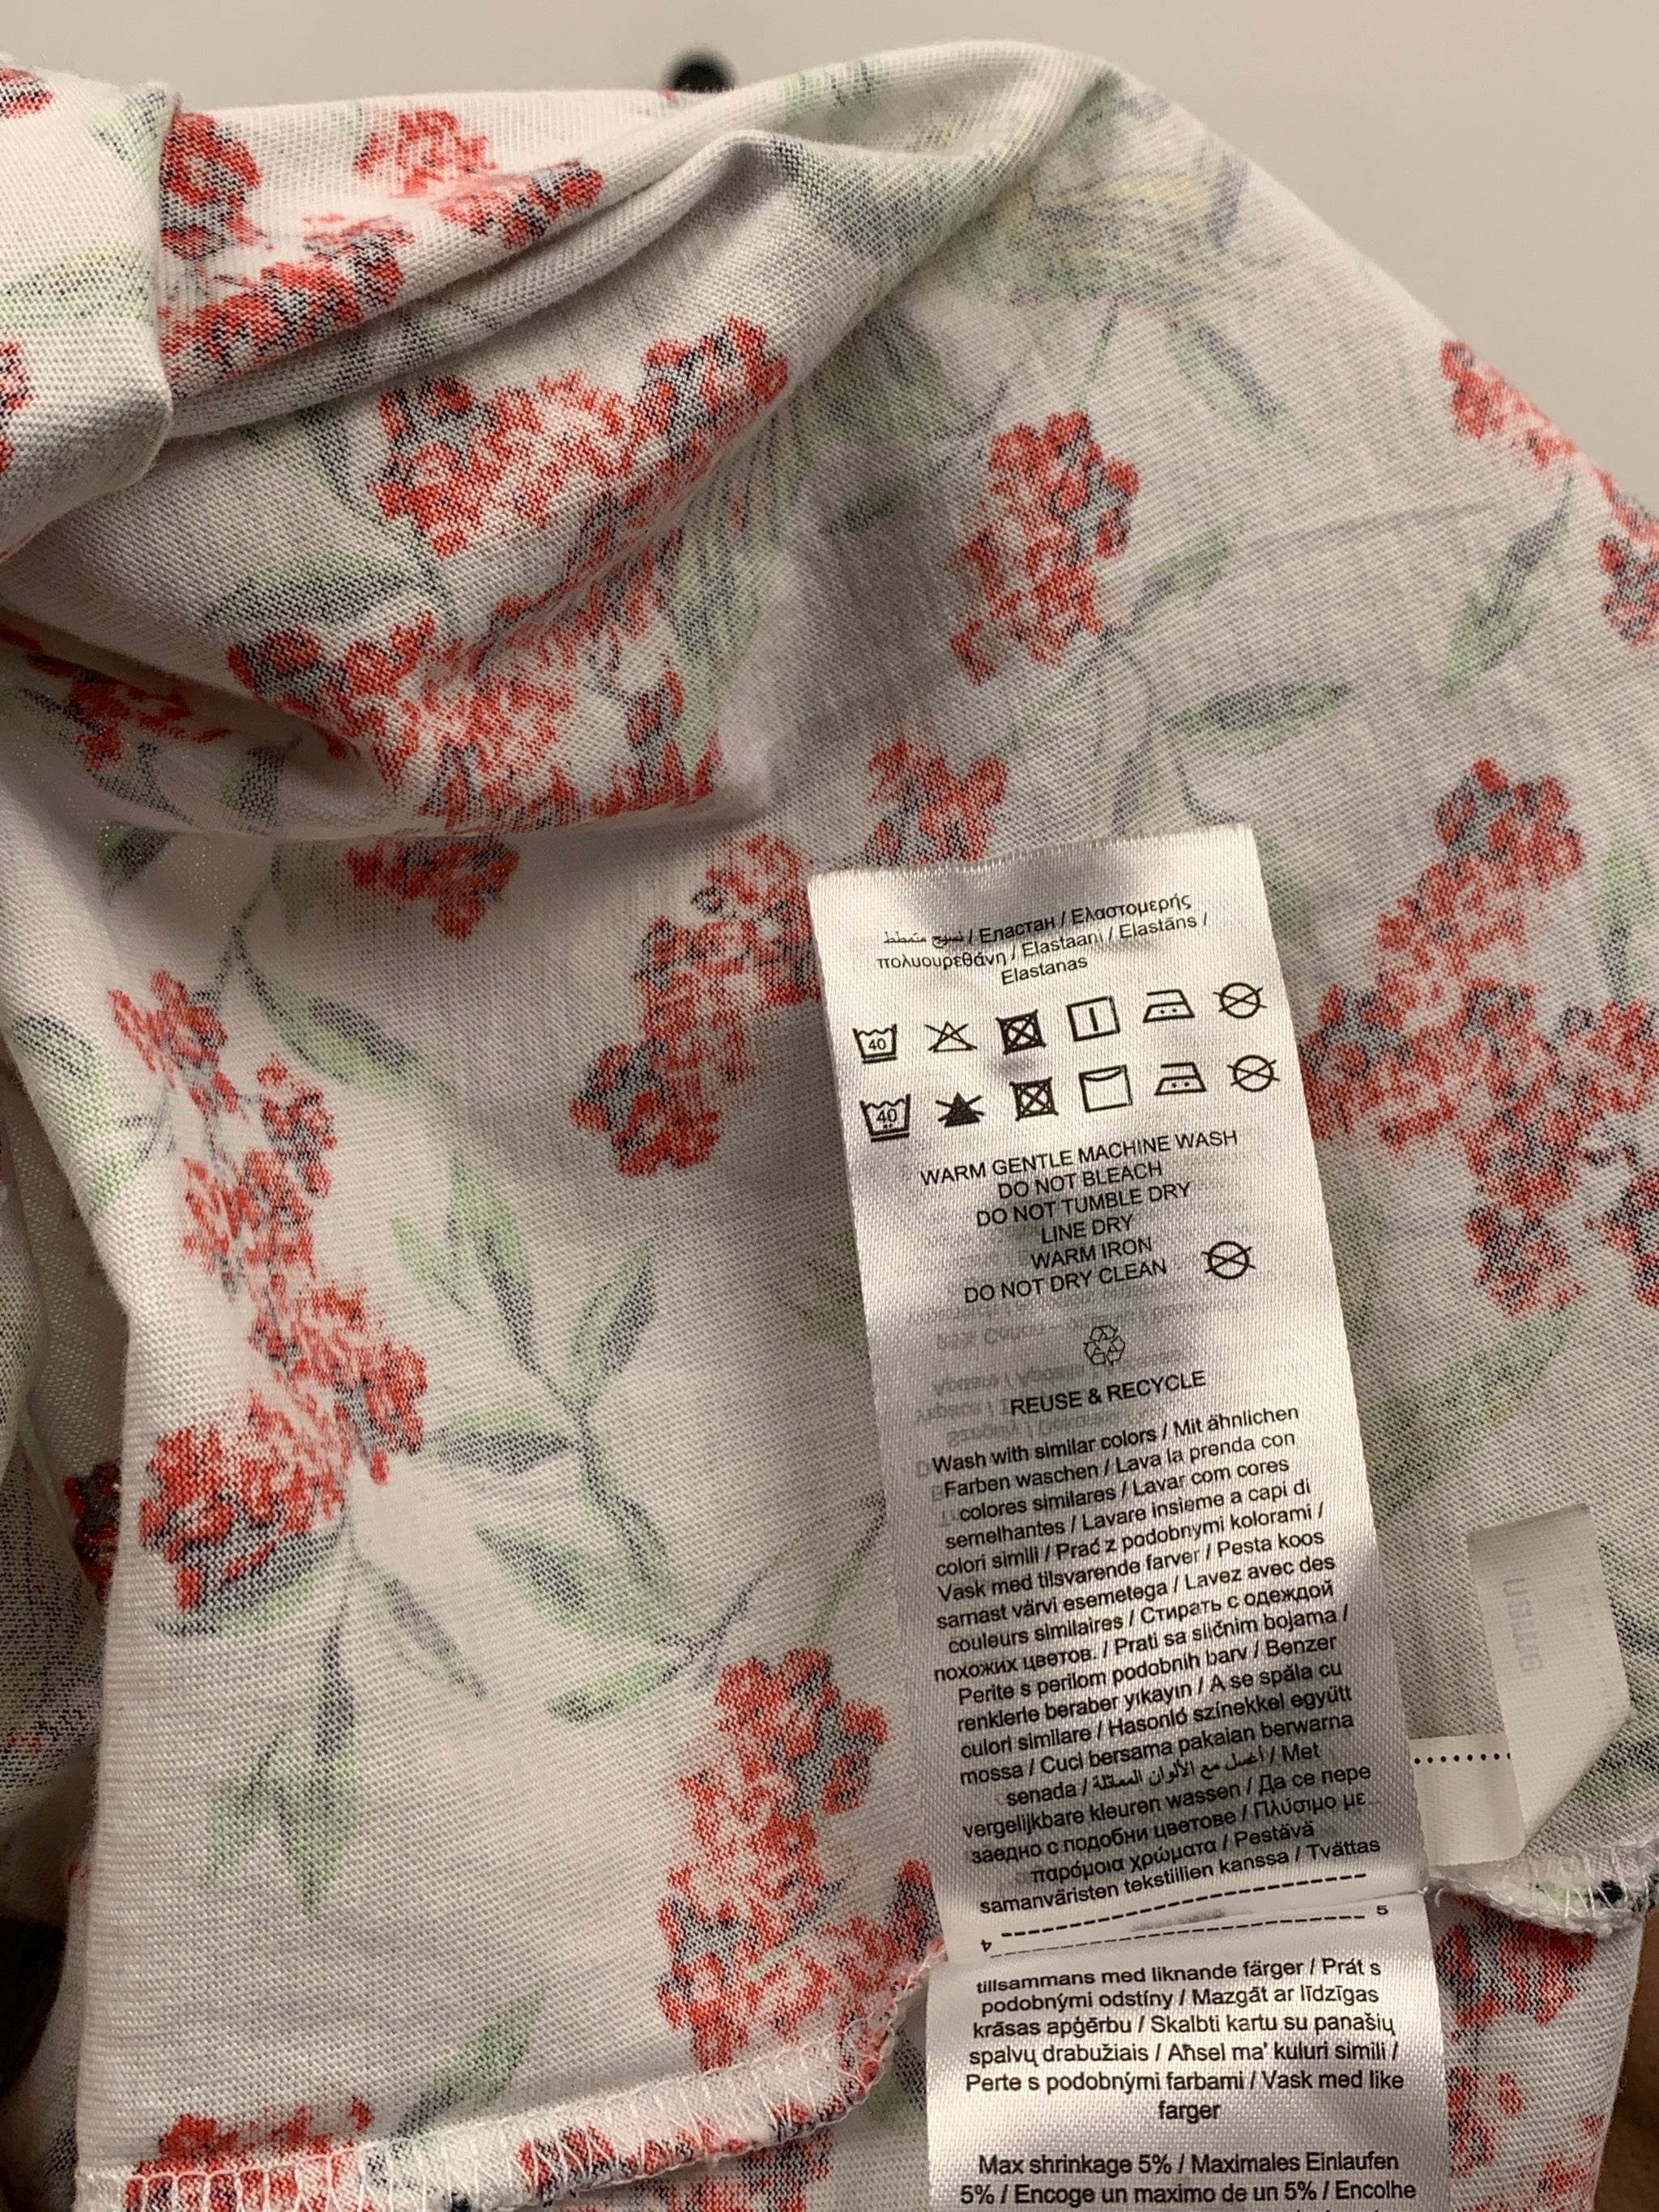 نسيج متمطط / Еластан / Ελαστομερής
πολυουρεθάνη / Elastaani / Elastāns /
Elastanas
40
40
WARM GENTLE MACHINE WASH
DO NOT BLEACH
DO NOT TUMBLE DRY
LINE DRY
WARM IRON
DO NOT DRY CLEAN
REUSE & RECYCLE
Wash with similar colors / Mit ähnlichen
Farben waschen / Lava la prenda con
colores similares / Lavar com cores
semelhantes / Lavare insieme a capi di
colori simili / Prać z podobnymi kolorami /
Vask med tilsvarende farver / Pesta koos
samast värvi esemetega / Lavez avec des
couleurs similaires / Стирать с одеждой
похожих цветов. / Prati sa sličnim bojama /
Perite s perilom podobnih barv / Benzer
renklerle beraber yıkayın / A se spăla cu
culori similare / Hasonló színekkel együtt
mossa / Cuci bersama pakaian berwarna
senada / أغسل مع الألوان المماثلة / Met
vergelijkbare kleuren wassen / Да се пере
заедно с подобни цветове / Πλύσιμο με
παρόμοια χρώματα / Pestävä
samanväristen tekstiilien kanssa / Tvättas
4
5
tillsammans med liknande färger / Prát s
podobnými odstíny / Mazgāt ar līdzīgas
krāsas apģērbu / Skalbti kartu su panašių
spalvų drabužiais / Aħsel ma' kuluri simili /
Perte s podobnými farbami / Vask med like
farger
Max shrinkage 5% / Maximales Einlaufen
5% / Encoge un maximo de un 5% / Encolhe